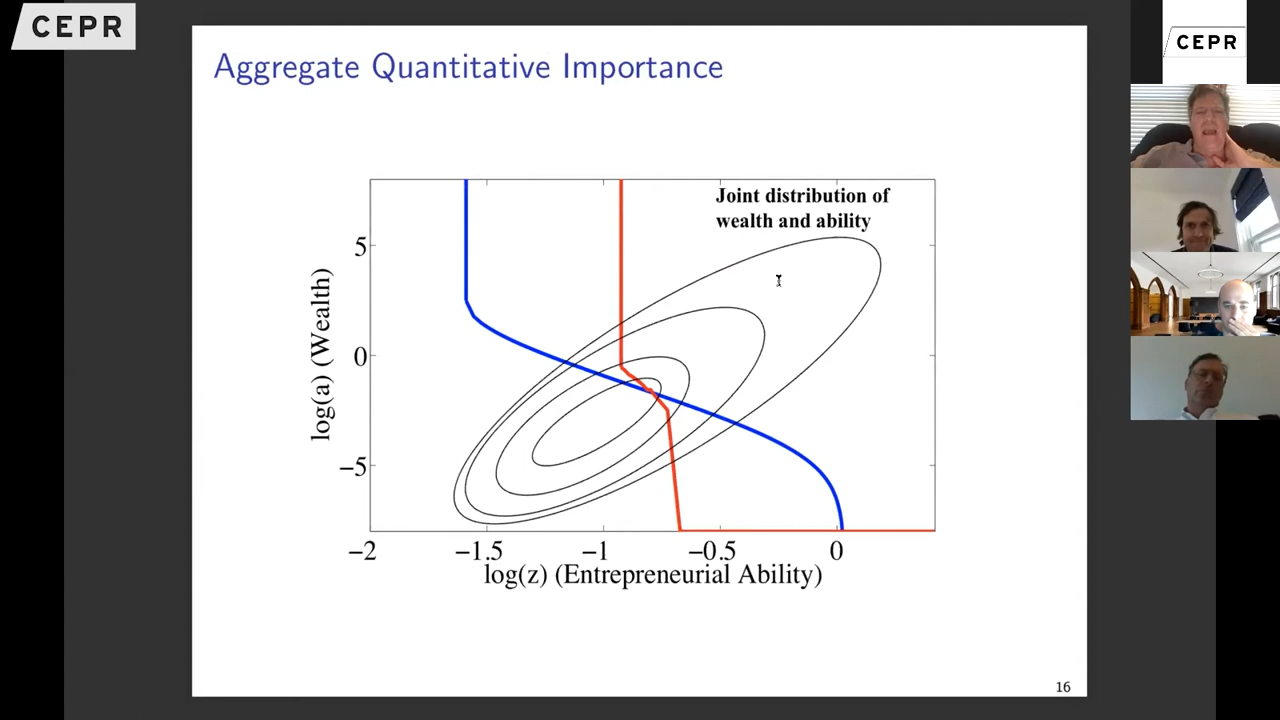 CEPR
CEPR
Aggregate Quantitative Importance
Joint distribution of
wealth and ability
5
0
−5
log(a) (Wealth)
−2
−1.5
−1
−0.5
0
log(z) (Entrepreneurial Ability)
16